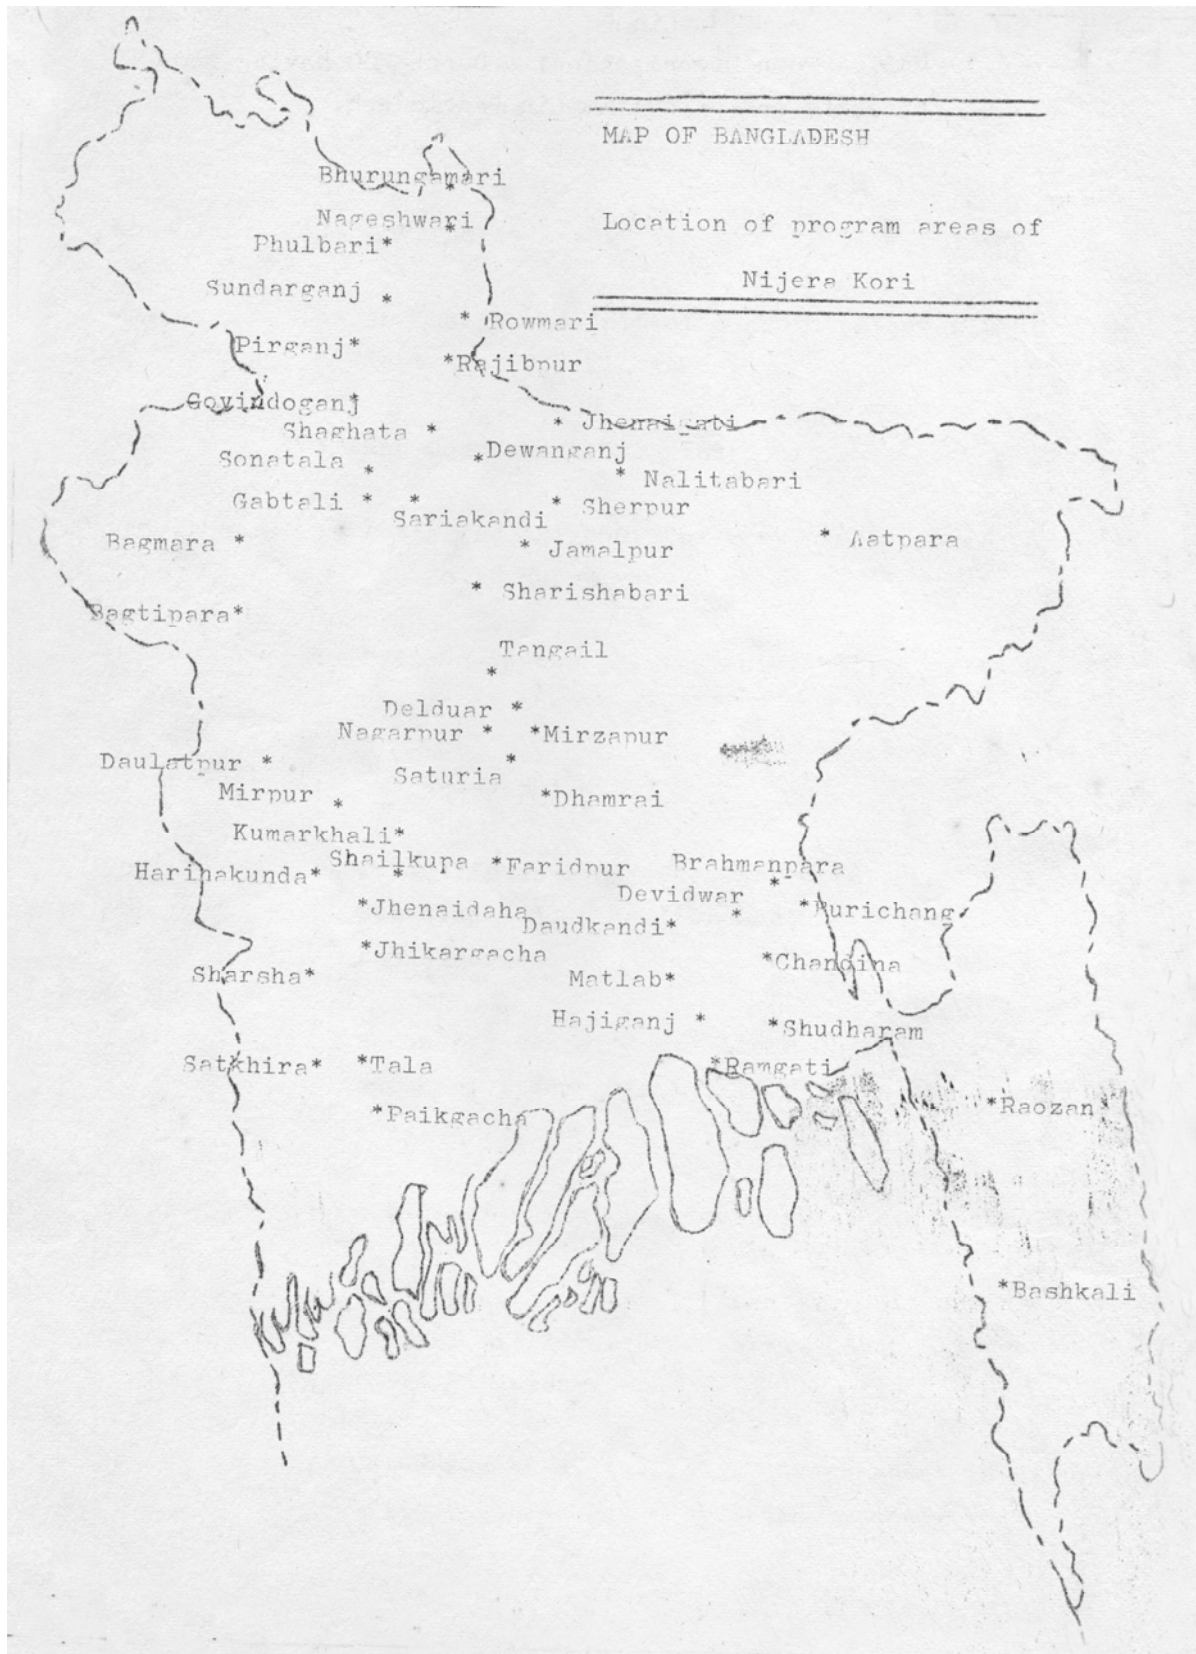 MAP OF BANGLADESH
Location of program areas of
Nijera Kori
Bhurungamari
Nageshwari
Phulbari*
Sundarganj *
* Rowmari
Pirganj*
*Rajibpur
Govindoganj
Shaghata *
* Jhenaigati
Sonatala *
*Dewanganj
* Nalitabari
Gabtali *
* Sariakandi
* Sherpur
Bagmara *
* Jamalpur
* Aatpara
* Sharishabari
Bagtipara*
Tangail
*
Delduar *
Nagarpur *
*Mirzapur
Daulatpur *
Saturia *
Mirpur *
*Dhamrai
Kumarkhali*
Harinakunda*
Shailkupa
*
*Faridpur
Brahmanpara
*
Devidwar
*
*Jhenaidaha
Daudkandi*
*Burichang
*Jhikargacha
*Chandina
Sharsha*
Matlab*
Hajiganj *
*Shudharam
Satkhira*
*Tala
*Ramgati
*Paikgacha
*Raozan
*Bashkali